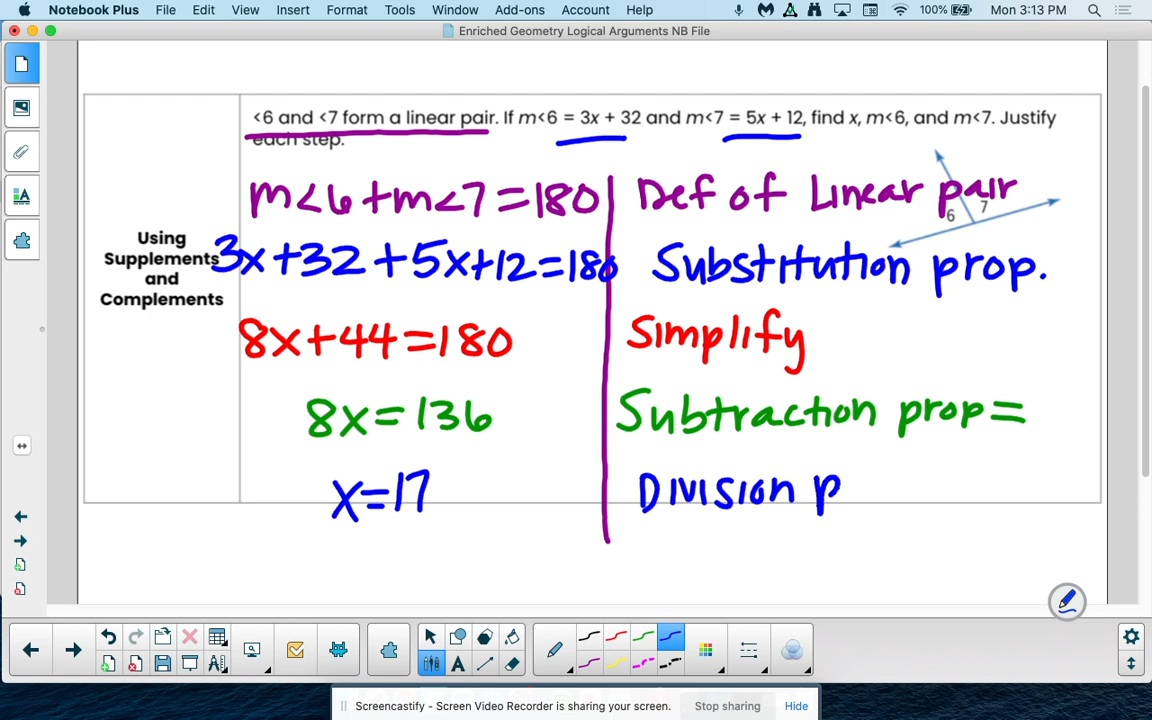 Notebook Plus File Edit View Insert Format Tools Window Add-ons Account Help 100% Mon 3:13 PM
Enriched Geometry Logical Arguments NB File
<6 and <7 form a linear pair. If m<6 = 3x + 32 and m<7 = 5x + 12, find x, m<6, and m<7. Justify
each step.
m<6+m<7=180 Def of Linear pair
6 7
Using
Supplements
and
Complements
3x+32+5x+12=180 Substitution prop.
8x+44=180 Simplify
8x=136 Subtraction prop=
x=17 Division p
A
A
Screencastify - Screen Video Recorder is sharing your screen. Stop sharing Hide